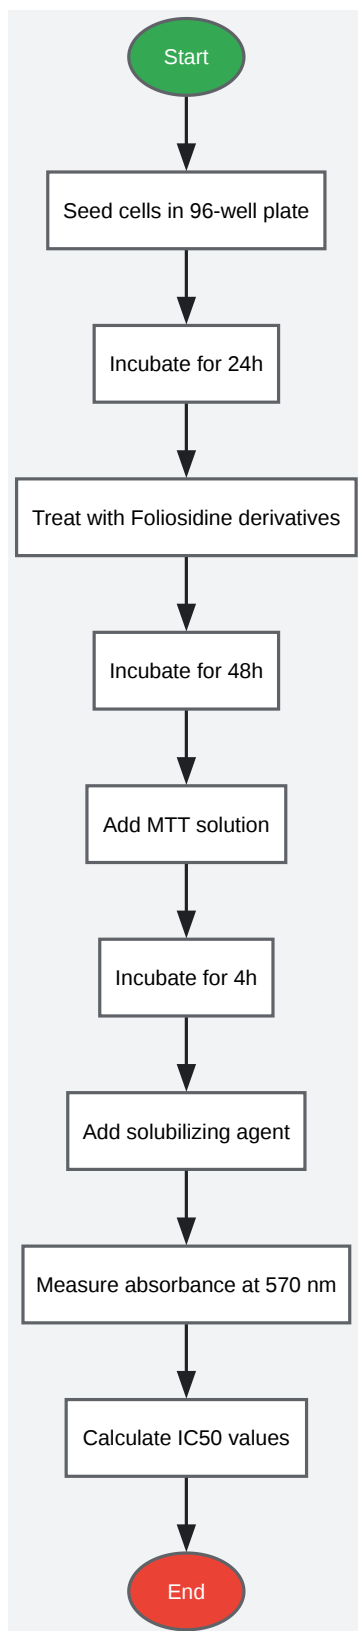 Start
Seed cells in 96-well plate
Incubate for 24h
Treat with Foliosidine derivatives
Incubate for 48h
Add MTT solution
Incubate for 4h
Add solubilizing agent
Measure absorbance at 570 nm
Calculate IC50 values
End